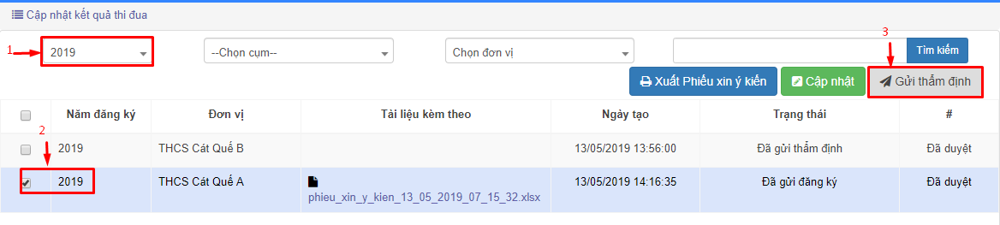 Cập nhật kết quả thi đua
3
1
2019
--Chọn cụm--
Chọn đơn vị
Tìm kiếm
Xuất Phiếu xin ý kiến
Cập nhật
Gửi thẩm định
Năm đăng ký
Đơn vị
Tài liệu kèm theo
Ngày tạo
Trạng thái
#
2
2019
THCS Cát Quế B
13/05/2019 13:56:00
Đã gửi thẩm định
Đã duyệt
2019
THCS Cát Quế A
phieu_xin_y_kien_13_05_2019_07_15_32.xlsx
13/05/2019 14:16:35
Đã gửi đăng ký
Đã duyệt